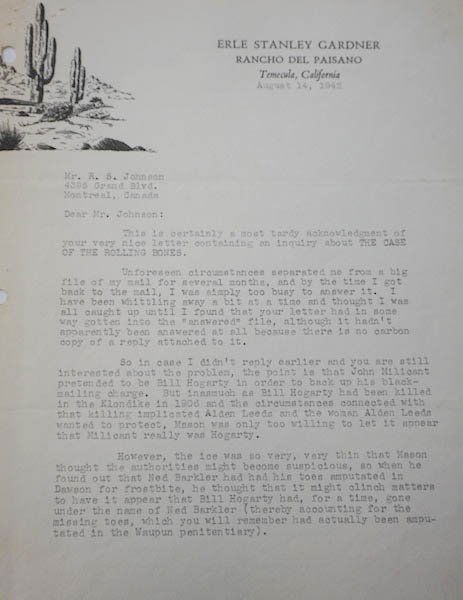 ERLE STANLEY GARDNER
RANCHO DEL PAISANO
Temecula, California
August 14, 1942
Mr. R. S. Johnson
4395 Grand Blvd.
Montreal, Canada
Dear Mr. Johnson:
This is certainly a most tardy acknowledgment of
your very nice letter containing an inquiry about THE CASE
OF THE ROLLING BONES.
Unforeseen circumstances separated me from a big
file of my mail for several months, and by the time I got
back to the mail, I was simply too busy to answer it. I
have been whittling away a bit at a time and thought I was
all caught up until I found that your letter had in some
way gotten into the "answered" file, although it hadn't
apparently been answered at all because there is no carbon
copy of a reply attached to it.
So in case I didn't reply earlier and you are still
interested about the problem, the point is that John Milicant
pretended to be Bill Hogarty in order to back up his black-
mailing charge. But inasmuch as Bill Hogarty had been killed
in the Klondike in 1906 and the circumstances connected with
that killing implicated Alden Leeds and the woman Alden Leeds
wanted to protect, Mason was only too willing to let it appear
that Milicant really was Hogarty.
However, the ice was so very, very thin that Mason
thought the authorities might become suspicious, so when he
found out that Ned Barkler had had his toes amputated in
Dawson for frostbite, he thought that it might clinch matters
to have it appear that Bill Hogarty had, for a time, gone
under the name of Ned Barkler (thereby accounting for the
missing toes, which you will remember had actually been ampu-
tated in the Waupun penitentiary).